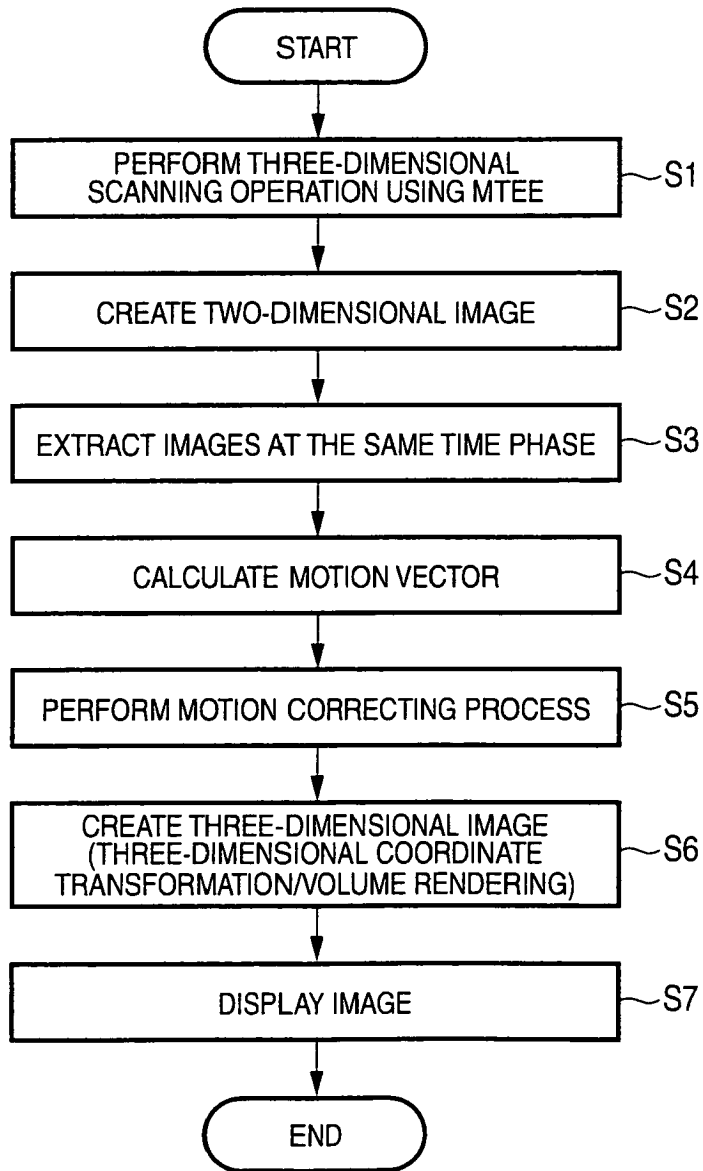 START
PERFORM THREE-DIMENSIONAL
SCANNING OPERATION USING MTEE
S1
CREATE TWO-DIMENSIONAL IMAGE
S2
EXTRACT IMAGES AT THE SAME TIME PHASE
S3
CALCULATE MOTION VECTOR
S4
PERFORM MOTION CORRECTING PROCESS
S5
CREATE THREE-DIMENSIONAL IMAGE
(THREE-DIMENSIONAL COORDINATE
TRANSFORMATION/VOLUME RENDERING)
S6
DISPLAY IMAGE
S7
END